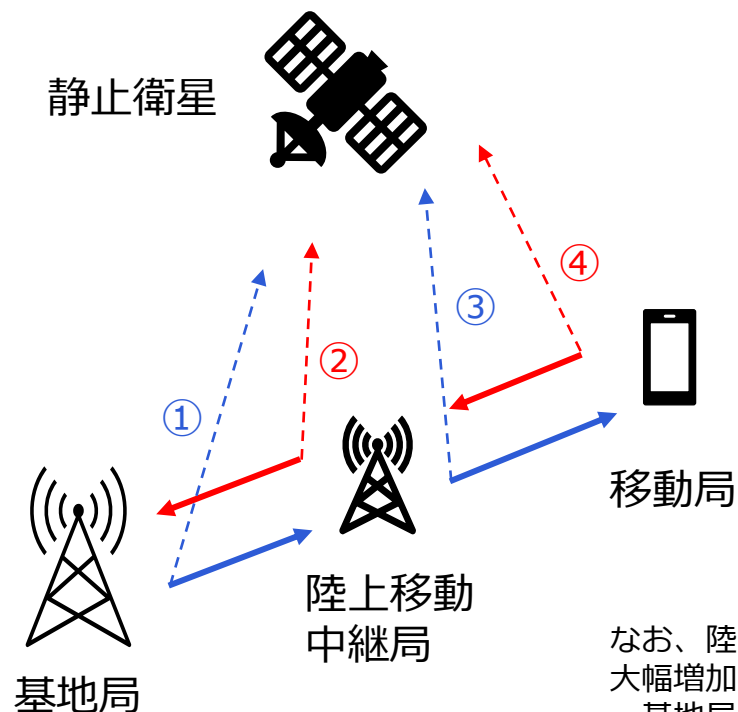 静止衛星
④
③
②
①
移動局
陸上移動
中継局
基地局
なお、陸
大幅増加